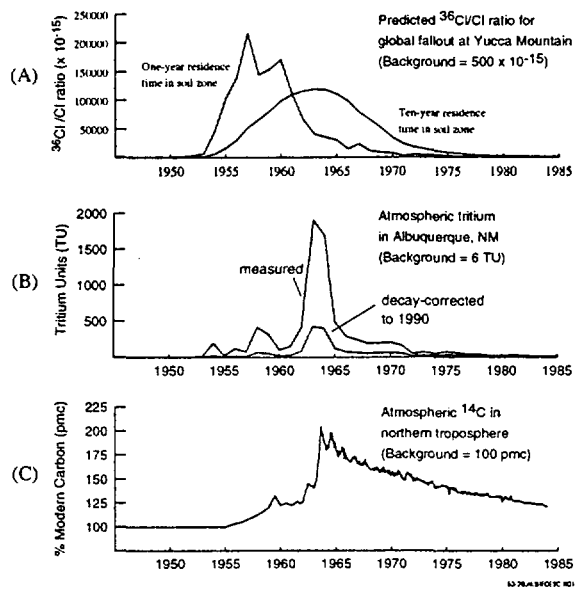 (A)
³⁶Cl/Cl ratio (x 10⁻¹⁵)
250000
200000
150000
100000
50000
One-year residence
time in soil zone
Predicted ³⁶Cl/Cl ratio for
global fallout at Yucca Mountain
(Background = 500 x 10⁻¹⁵)
Ten-year residence
time in soil zone
1950 1955 1960 1965 1970 1975 1980 1985
(B)
Tritium Units (TU)
2000
1500
1000
500
measured
Atmospheric tritium
in Albuquerque, NM
(Background = 6 TU)
decay-corrected
to 1990
1950 1955 1960 1965 1970 1975 1980 1985
(C)
% Modern Carbon (pmc)
225
200
175
150
125
100
Atmospheric ¹⁴C in
northern troposphere
(Background = 100 pmc)
1950 1955 1960 1965 1970 1975 1980 1985